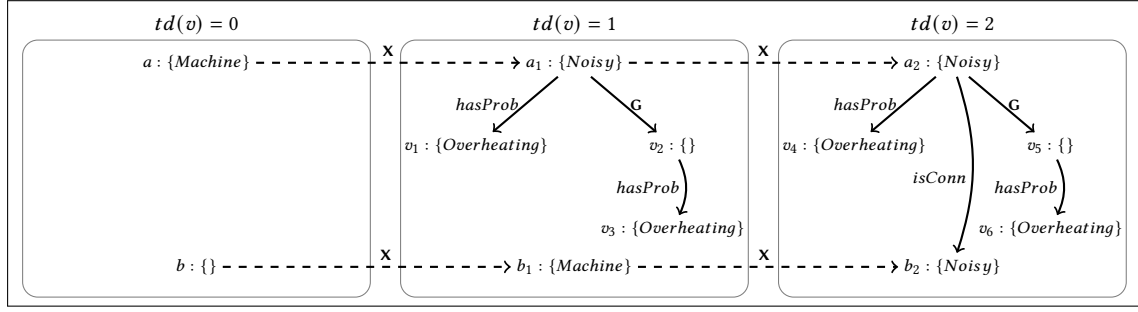 td(v) = 0 td(v) = 1 td(v) = 2
a : {Machine} X a₁ : {Noisy} X a₂ : {Noisy}
hasProb G hasProb G
v₁ : {Overheating} v₂ : {} v₄ : {Overheating} v₅ : {}
isConn
hasProb hasProb
v₃ : {Overheating} v₆ : {Overheating}
b : {} X b₁ : {Machine} X b₂ : {Noisy}